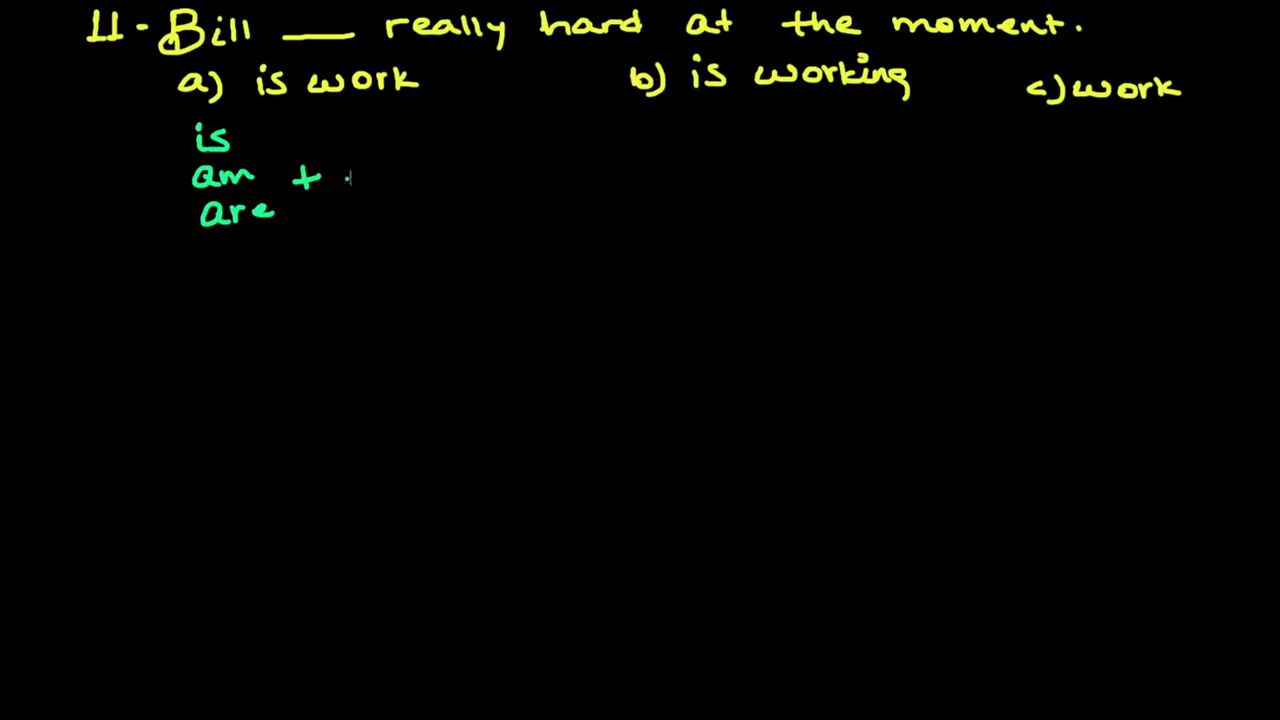 11- Bill ___ really hard at the moment.
a) is work b) is working c) work
is
am +
are